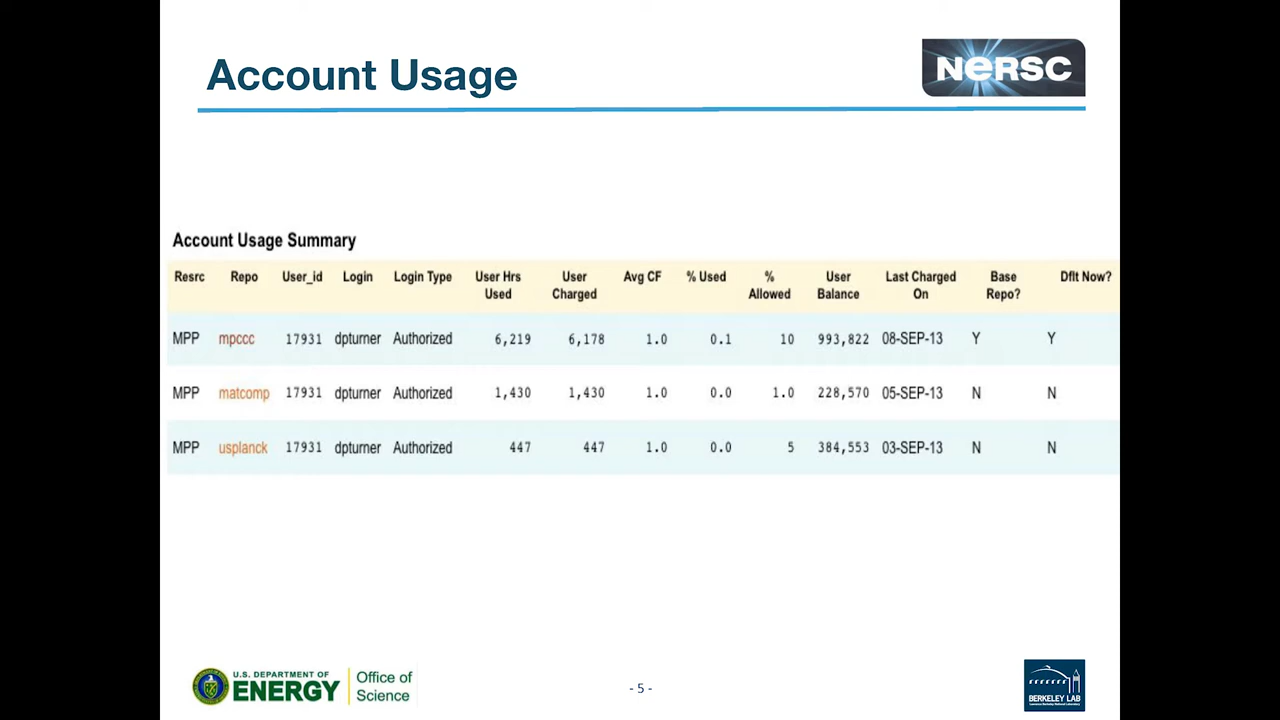 Account Usage
NERSC
Account Usage Summary
Resrc Repo User_id Login Login Type User Hrs Used User Charged Avg CF % Used % Allowed User Balance Last Charged On Base Repo? Dflt Now?
MPP mpccc 17931 dpturner Authorized 6,219 6,178 1.0 0.1 10 993,822 08-SEP-13 Y Y
MPP matcomp 17931 dpturner Authorized 1,430 1,430 1.0 0.0 1.0 228,570 05-SEP-13 N N
MPP usplanck 17931 dpturner Authorized 447 447 1.0 0.0 5 384,553 03-SEP-13 N N
U.S. DEPARTMENT OF
ENERGY
Office of
Science
- 5 -
BERKELEY LAB
Lawrence Berkeley National Laboratory